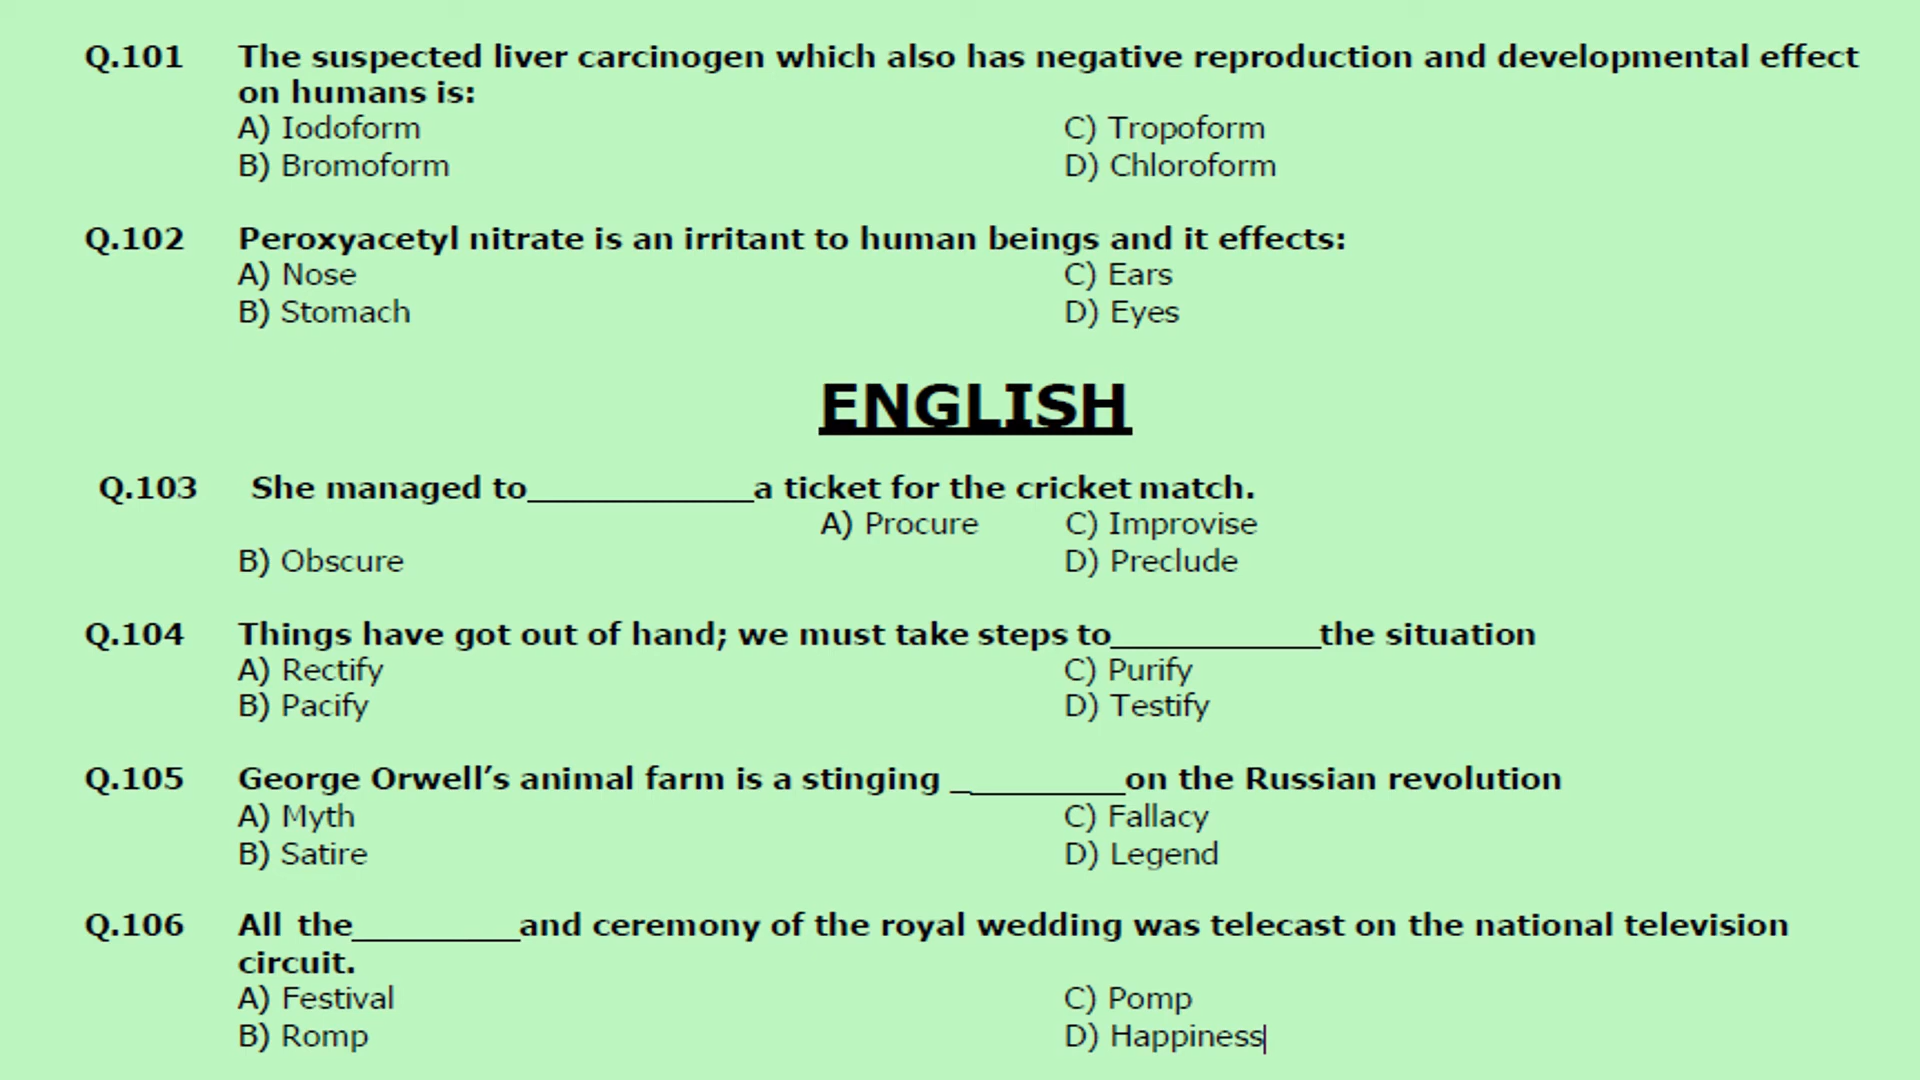 Q.101 The suspected liver carcinogen which also has negative reproduction and developmental effect
on humans is:
A) Iodoform C) Tropoform
B) Bromoform D) Chloroform
Q.102 Peroxyacetyl nitrate is an irritant to human beings and it effects:
A) Nose C) Ears
B) Stomach D) Eyes
ENGLISH
Q.103 She managed to____________a ticket for the cricket match.
A) Procure C) Improvise
B) Obscure D) Preclude
Q.104 Things have got out of hand; we must take steps to___________the situation
A) Rectify C) Purify
B) Pacify D) Testify
Q.105 George Orwell’s animal farm is a stinging _________on the Russian revolution
A) Myth C) Fallacy
B) Satire D) Legend
Q.106 All the_________and ceremony of the royal wedding was telecast on the national television
circuit.
A) Festival C) Pomp
B) Romp D) Happiness